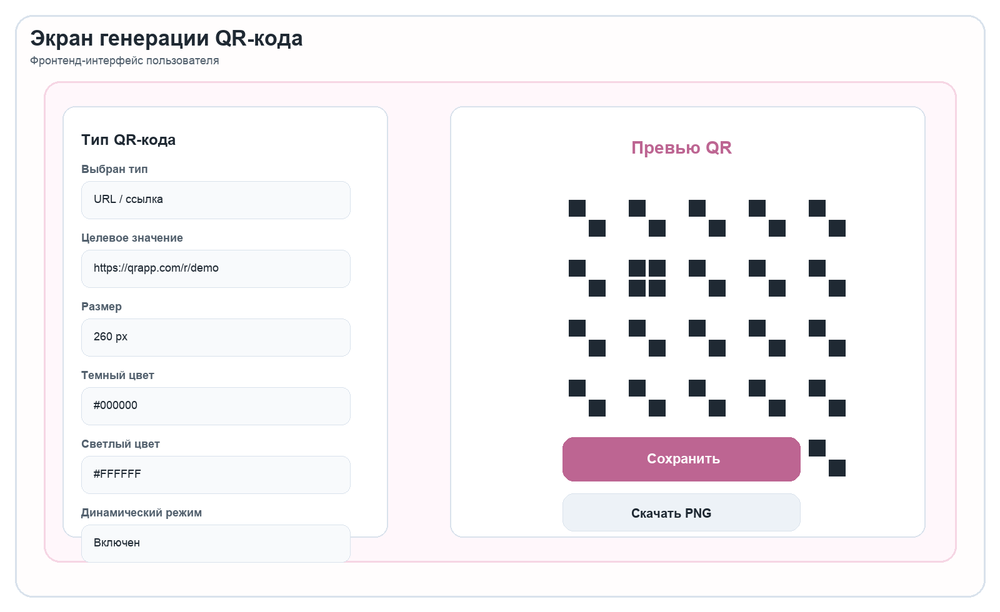 Экран генерации QR-кода
Фронтенд-интерфейс пользователя
Тип QR-кода
Выбран тип
URL / ссылка
Целевое значение
https://qrapp.com/r/demo
Размер
260 px
Темный цвет
#000000
Светлый цвет
#FFFFFF
Динамический режим
Включен
Превью QR
Сохранить
Скачать PNG